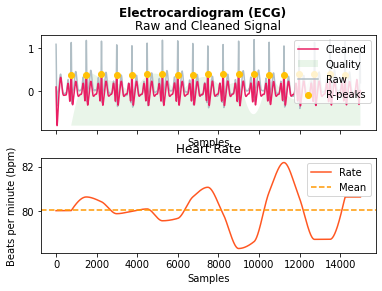 Electrocardiogram (ECG)
Raw and Cleaned Signal
1
0
Cleaned
Quality
Raw
R-peaks
Samples
Heart Rate
Beats per minute (bpm)
82
80
Rate
Mean
0 2000 4000 6000 8000 10000 12000 14000
Samples